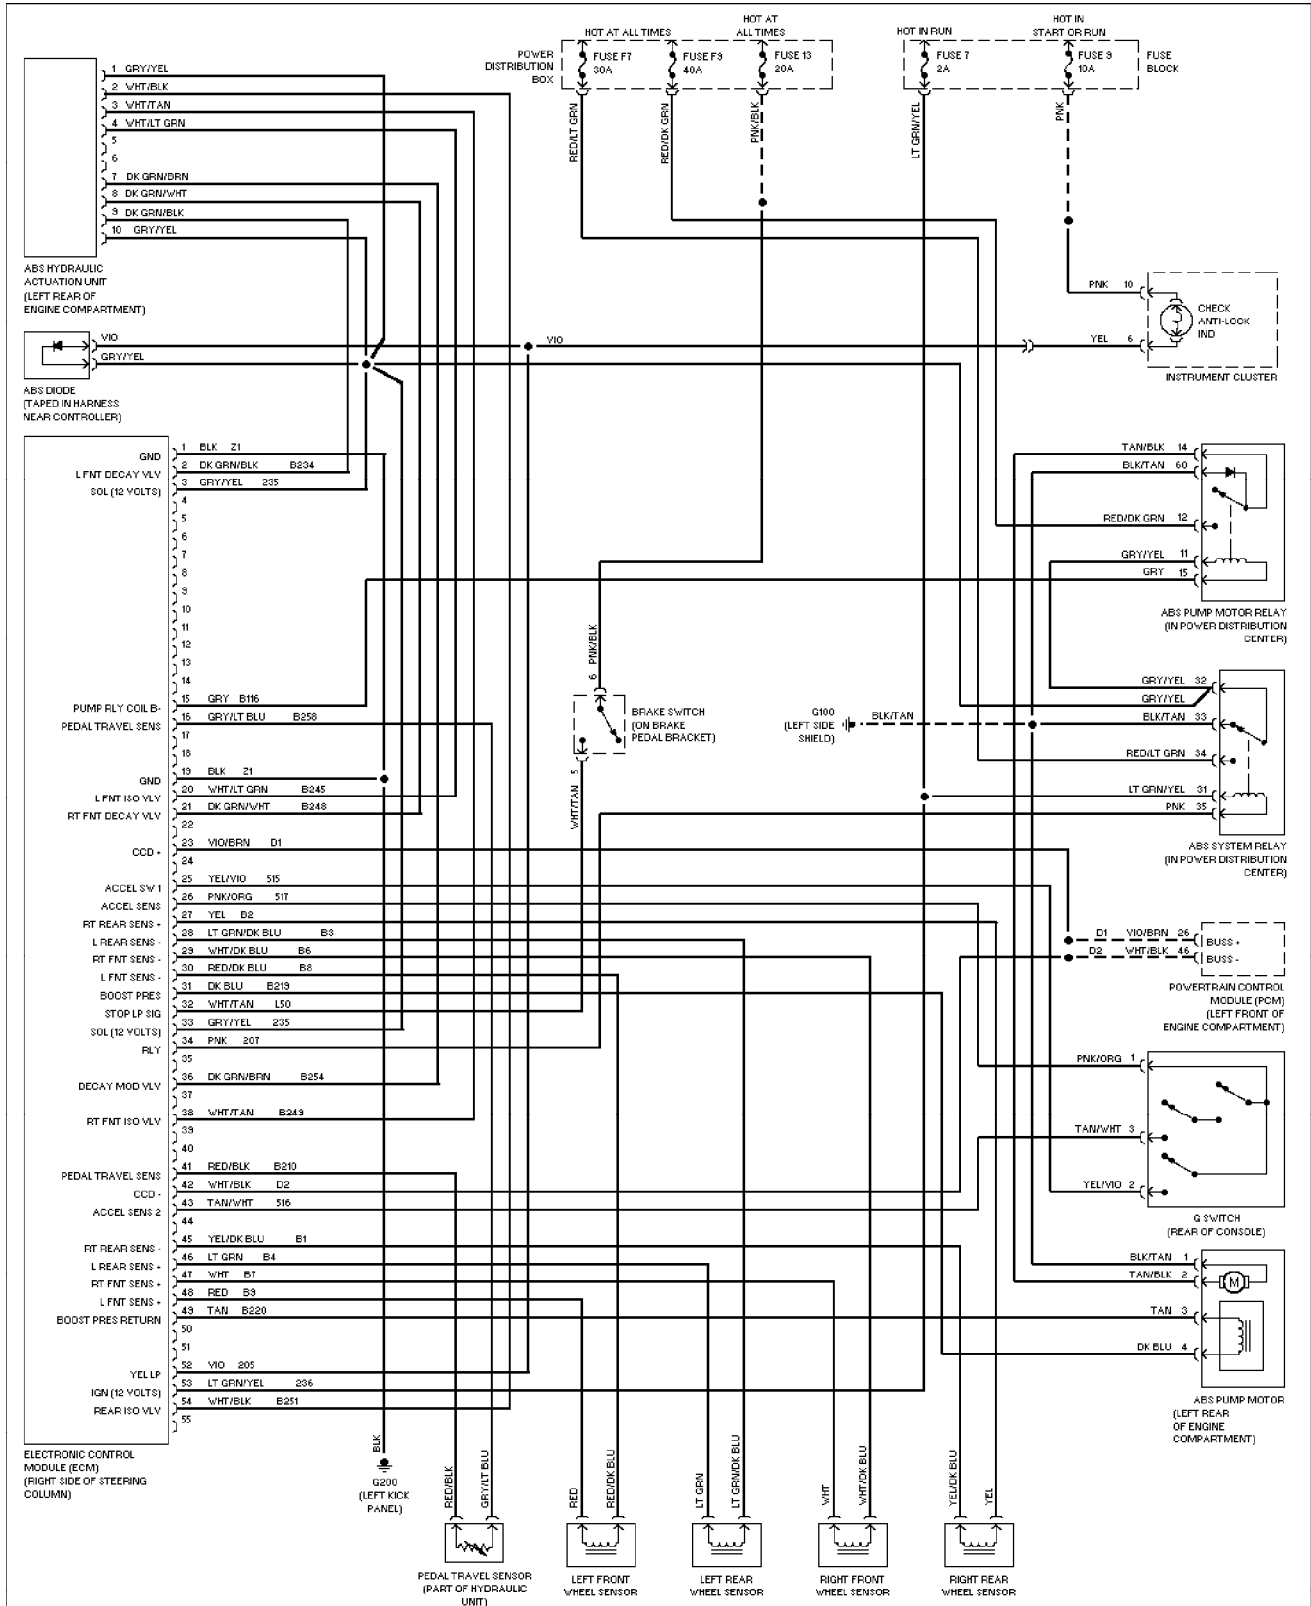 HOT AT ALL TIMES
HOT AT
ALL TIMES
HOT IN RUN
HOT IN
START OR RUN
POWER
DISTRIBUTION
BOX
FUSE F7
30A
FUSE F9
40A
FUSE 13
20A
FUSE 7
2A
FUSE 9
10A
FUSE
BLOCK
RED/LT GRN
RED/DK GRN
PNK/BLK
LT GRN/YEL
PNK
1 GRY/YEL
2 WHT/BLK
3 WHT/TAN
4 WHT/LT GRN
5
6
7 DK GRN/BRN
8 DK GRN/WHT
9 DK GRN/BLK
10 GRY/YEL
ABS HYDRAULIC
ACTUATION UNIT
(LEFT REAR OF
ENGINE COMPARTMENT)
VIO
GRY/YEL
VIO
ABS DIODE
(TAPED IN HARNESS
NEAR CONTROLLER)
PNK 10
YEL 6
CHECK
ANTI-LOCK
IND
INSTRUMENT CLUSTER
GND 1 BLK Z1
L FNT DECAY VLV 2 DK GRN/BLK B234
SOL (12 VOLTS) 3 GRY/YEL 235
4
5
6
7
8
9
10
11
12
13
14
PUMP RLY COIL B- 15 GRY B116
PEDAL TRAVEL SENS 16 GRY/LT BLU B258
17
18
GND 19 BLK Z1
L FNT ISO VLV 20 WHT/LT GRN B245
RT FNT DECAY VLV 21 DK GRN/WHT B248
22
CCD + 23 VIO/BRN D1
24
ACCEL SW 1 25 YEL/VIO 515
ACCEL SENS 26 PNK/ORG 517
RT REAR SENS + 27 YEL B2
L REAR SENS - 28 LT GRN/DK BLU B3
RT FNT SENS - 29 WHT/DK BLU B6
L FNT SENS - 30 RED/DK BLU B8
BOOST PRES 31 DK BLU B219
STOP LP SIG 32 WHT/TAN L50
SOL (12 VOLTS) 33 GRY/YEL 235
RLY 34 PNK 207
35
DECAY MOD VLV 36 DK GRN/BRN B254
37
RT FNT ISO VLV 38 WHT/TAN B249
39
40
PEDAL TRAVEL SENS 41 RED/BLK B210
CCD - 42 WHT/BLK D2
ACCEL SENS 2 43 TAN/WHT 516
44
RT REAR SENS - 45 YEL/DK BLU B1
L REAR SENS + 46 LT GRN B4
RT FNT SENS + 47 WHT B7
L FNT SENS + 48 RED B9
BOOST PRES RETURN 49 TAN B220
50
51
YEL LP 52 VIO 205
IGN (12 VOLTS) 53 LT GRN/YEL 236
REAR ISO VLV 54 WHT/BLK B251
55
ELECTRONIC CONTROL
MODULE (ECM)
(RIGHT SIDE OF STEERING
COLUMN)
6 PNK/BLK
BRAKE SWITCH
(ON BRAKE
PEDAL BRACKET)
WHT/TAN 5
G100
(LEFT SIDE
SHIELD)
BLK/TAN
TAN/BLK 14
BLK/TAN 60
RED/DK GRN 12
GRY/YEL 11
GRY 15
ABS PUMP MOTOR RELAY
(IN POWER DISTRIBUTION
CENTER)
GRY/YEL 32
GRY/YEL
BLK/TAN 33
RED/LT GRN 34
LT GRN/YEL 31
PNK 35
ABS SYSTEM RELAY
(IN POWER DISTRIBUTION
CENTER)
D1 VIO/BRN 26
D2 WHT/BLK 46
BUSS +
BUSS -
POWERTRAIN CONTROL
MODULE (PCM)
(LEFT FRONT OF
ENGINE COMPARTMENT)
PNK/ORG 1
TAN/WHT 3
YEL/VIO 2
G SWITCH
(REAR OF CONSOLE)
BLK/TAN 1
TAN/BLK 2
M
TAN 3
DK BLU 4
ABS PUMP MOTOR
(LEFT REAR
OF ENGINE
COMPARTMENT)
BLK
G200
(LEFT KICK
PANEL)
RED/BLK
GRY/LT BLU
RED
RED/DK BLU
LT GRN
LT GRN/DK BLU
WHT
WHT/DK BLU
YEL/DK BLU
YEL
PEDAL TRAVEL SENSOR
(PART OF HYDRAULIC
UNIT)
LEFT FRONT
WHEEL SENSOR
LEFT REAR
WHEEL SENSOR
RIGHT FRONT
WHEEL SENSOR
RIGHT REAR
WHEEL SENSOR